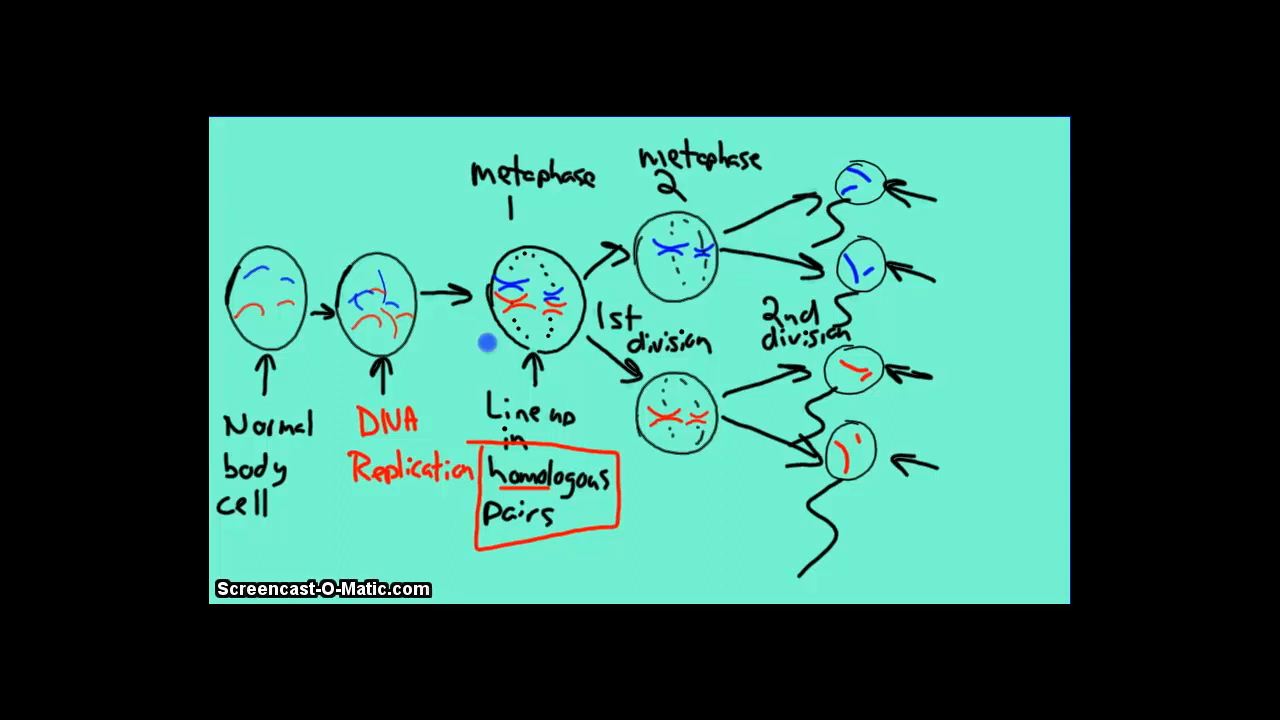 metaphase
1
metaphase
2
1st
division
2nd
division
Normal
body
cell
DNA
Replication
Line up
in
homologous
Pairs
Screencast-O-Matic.com